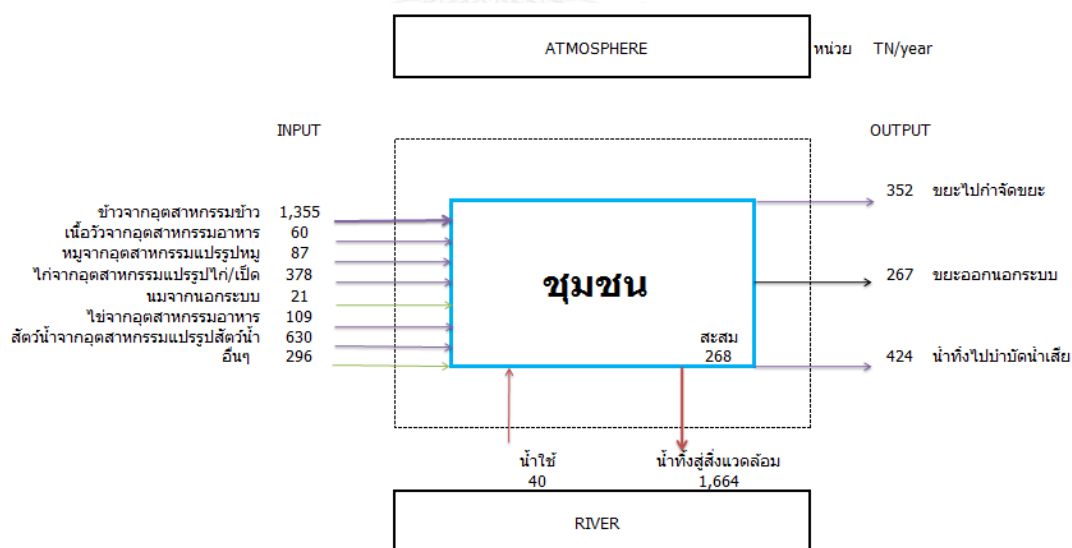 ATMOSPHERE
หน่วย TN/year
INPUT
OUTPUT
ข้าวจากอุตสาหกรรมข้าว 1,355
เนื้อวัวจากอุตสาหกรรมอาหาร 60
หมูจากอุตสาหกรรมแปรรูปหมู 87
ไก่จากอุตสาหกรรมแปรรูปไก่/เป็ด 378
นมจากนอกระบบ 21
ไข่จากอุตสาหกรรมอาหาร 109
สัตว์น้ำจากอุตสาหกรรมแปรรูปสัตว์น้ำ 630
อื่นๆ 296
ชุมชน
สะสม
268
352 ขยะไปกำจัดขยะ
267 ขยะออกนอกระบบ
424 น้ำทิ้งไปบำบัดน้ำเสีย
น้ำใช้
40
น้ำทิ้งสู่สิ่งแวดล้อม
1,664
RIVER